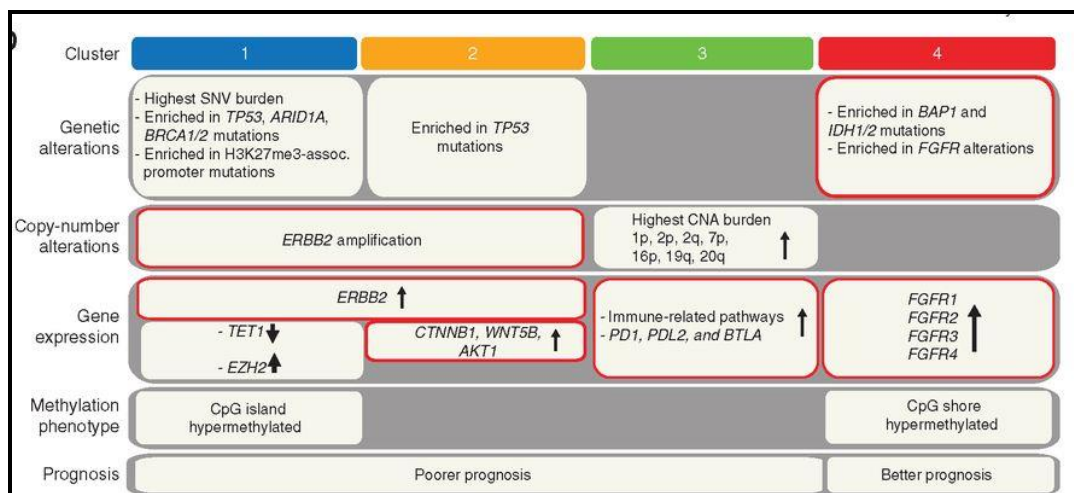 Cluster 1 2 3 4
Genetic
alterations
- Highest SNV burden
- Enriched in TP53, ARID1A,
BRCA1/2 mutations
- Enriched in H3K27me3-assoc.
promoter mutations
Enriched in TP53
mutations
- Enriched in BAP1 and
IDH1/2 mutations
- Enriched in FGFR alterations
Copy-number
alterations
ERBB2 amplification
Highest CNA burden
1p, 2p, 2q, 7p,
16p, 19q, 20q
Gene
expression
ERBB2
- TET1
- EZH2
CTNNB1, WNT5B,
AKT1
- Immune-related pathways
- PD1, PDL2, and BTLA
FGFR1
FGFR2
FGFR3
FGFR4
Methylation
phenotype
CpG island
hypermethylated
CpG shore
hypermethylated
Prognosis
Poorer prognosis
Better prognosis